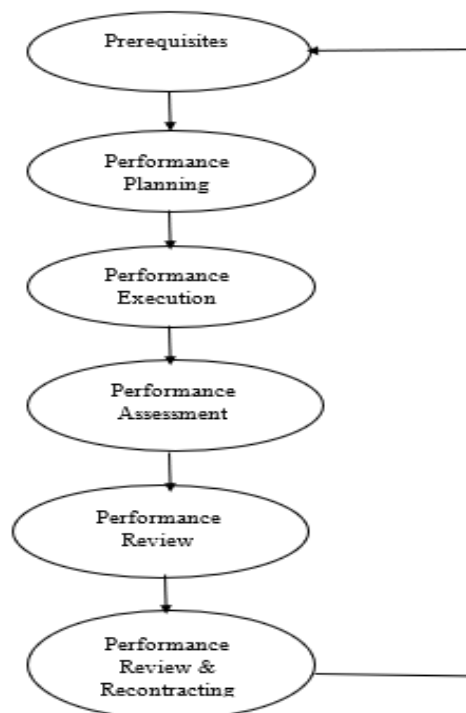 Prerequisites
Performance
Planning
Performance
Execution
Performance
Assessment
Performance
Review
Performance
Review &
Recontracting